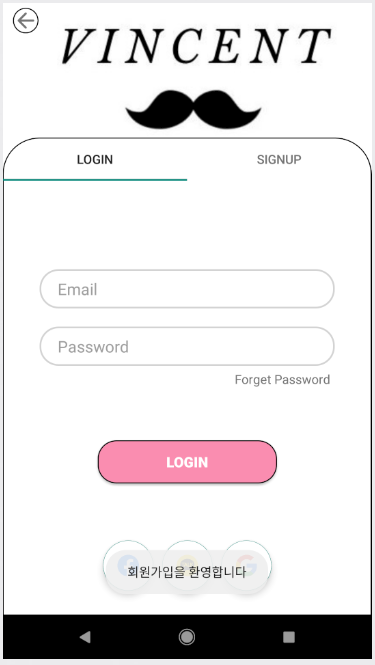 VINCENT
LOGIN
SIGNUP
Email
Password
Forget Password
LOGIN
회원가입을 환영합니다